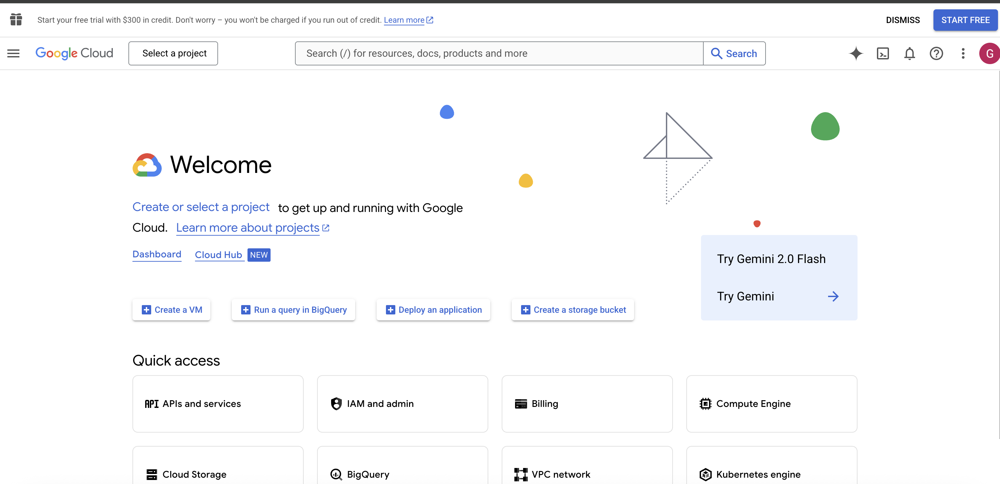 Start your free trial with $300 in credit. Don't worry – you won't be charged if you run out of credit. Learn more
DISMISS
START FREE
Google Cloud
Select a project
Search (/) for resources, docs, products and more
Search
G
Welcome
Create or select a project to get up and running with Google
Cloud. Learn more about projects
Dashboard
Cloud Hub NEW
Try Gemini 2.0 Flash
Try Gemini
Create a VM
Run a query in BigQuery
Deploy an application
Create a storage bucket
Quick access
API APIs and services
IAM and admin
Billing
Compute Engine
Cloud Storage
BigQuery
VPC network
Kubernetes engine